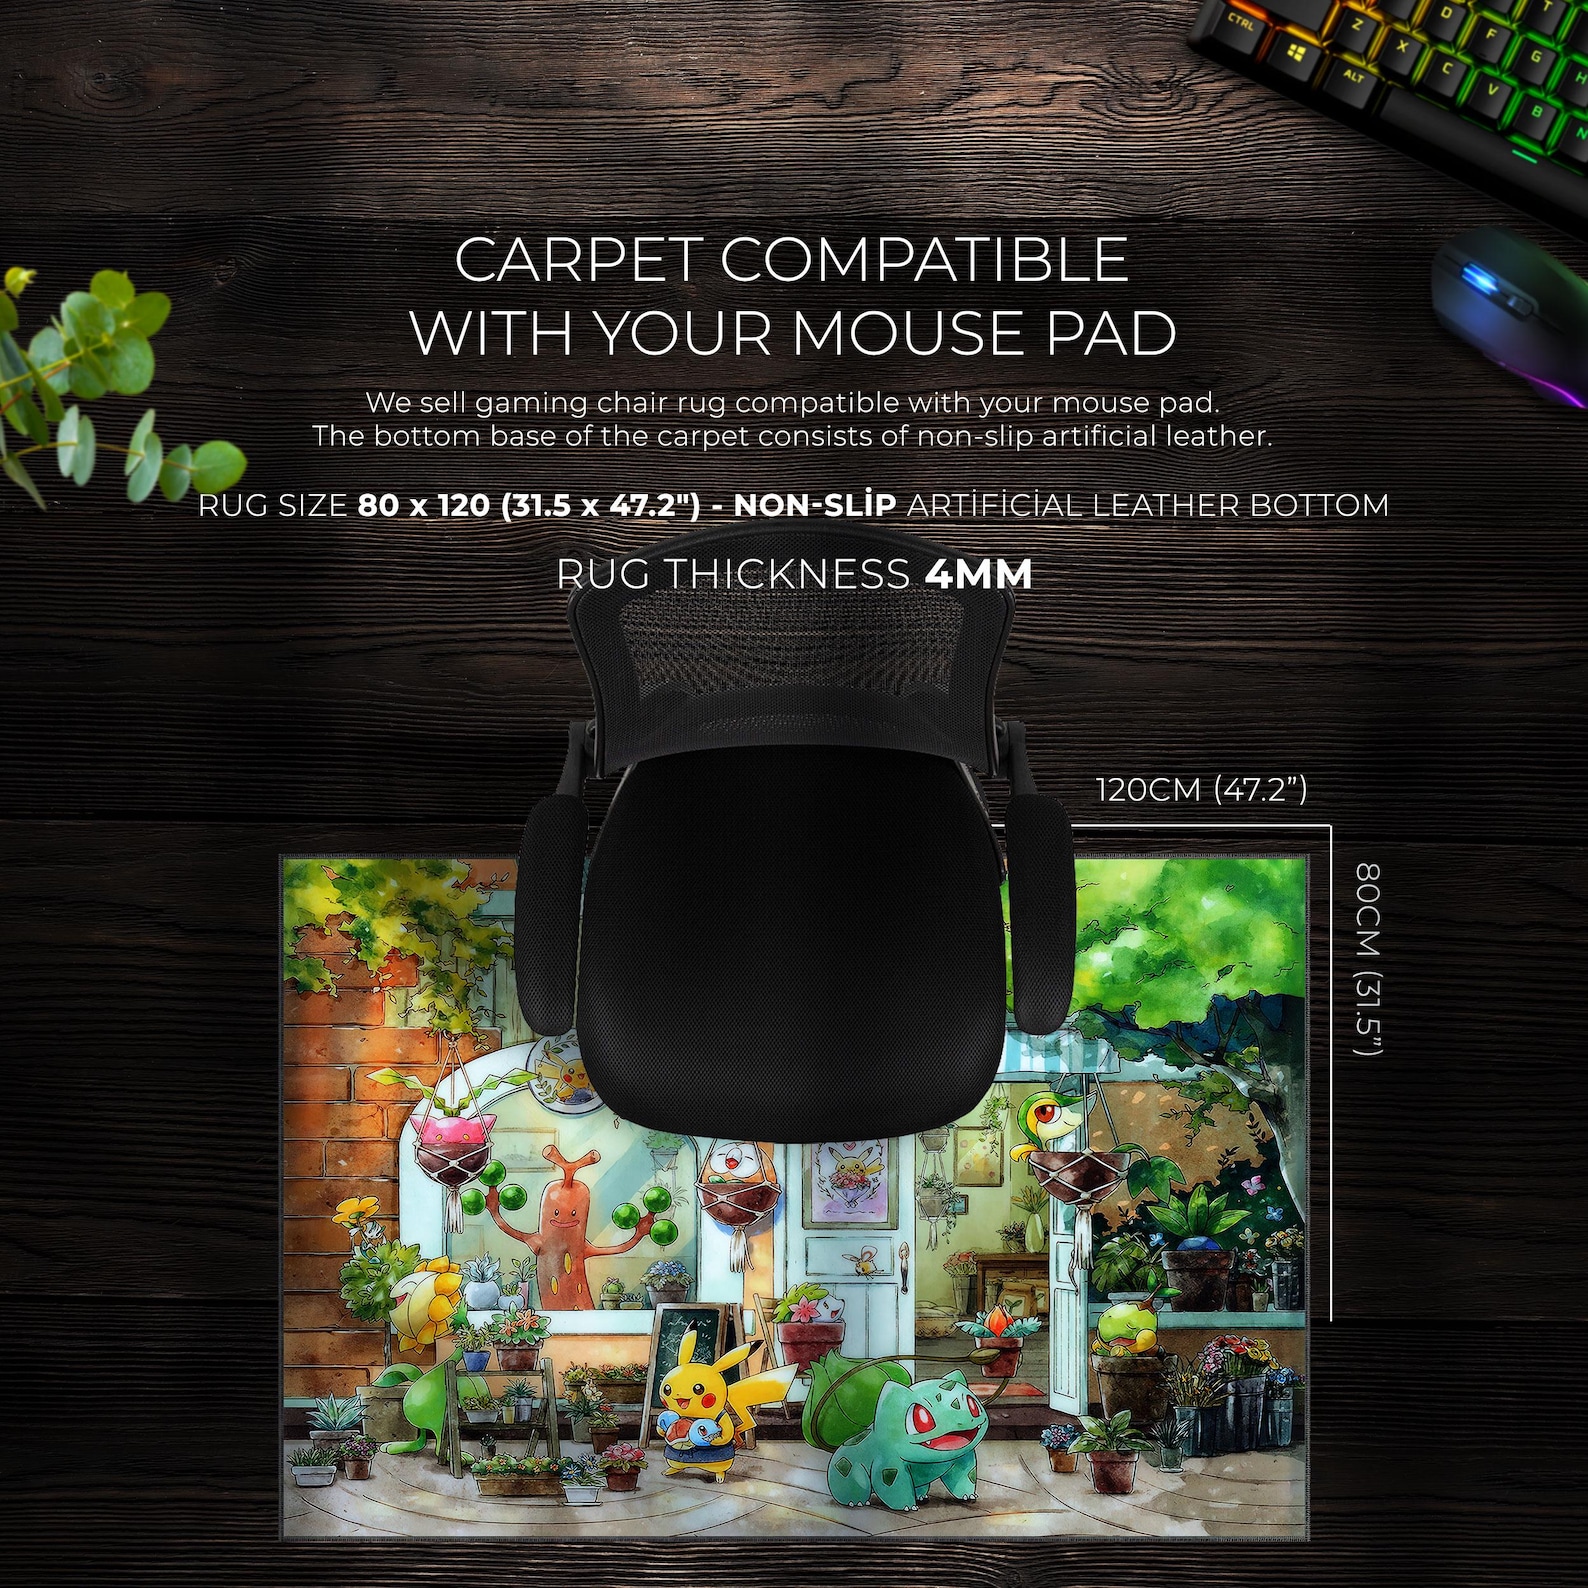 CTRL
ALT
Z
X
C
V
B
N
D
F
G
H
T
CARPET COMPATIBLE
WITH YOUR MOUSE PAD
We sell gaming chair rug compatible with your mouse pad.
The bottom base of the carpet consists of non-slip artificial leather.
RUG SIZE 80 x 120 (31.5 x 47.2") - NON-SLİP ARTİFİCİAL LEATHER BOTTOM
RUG THICKNESS 4MM
120CM (47.2”)
80CM (31.5”)